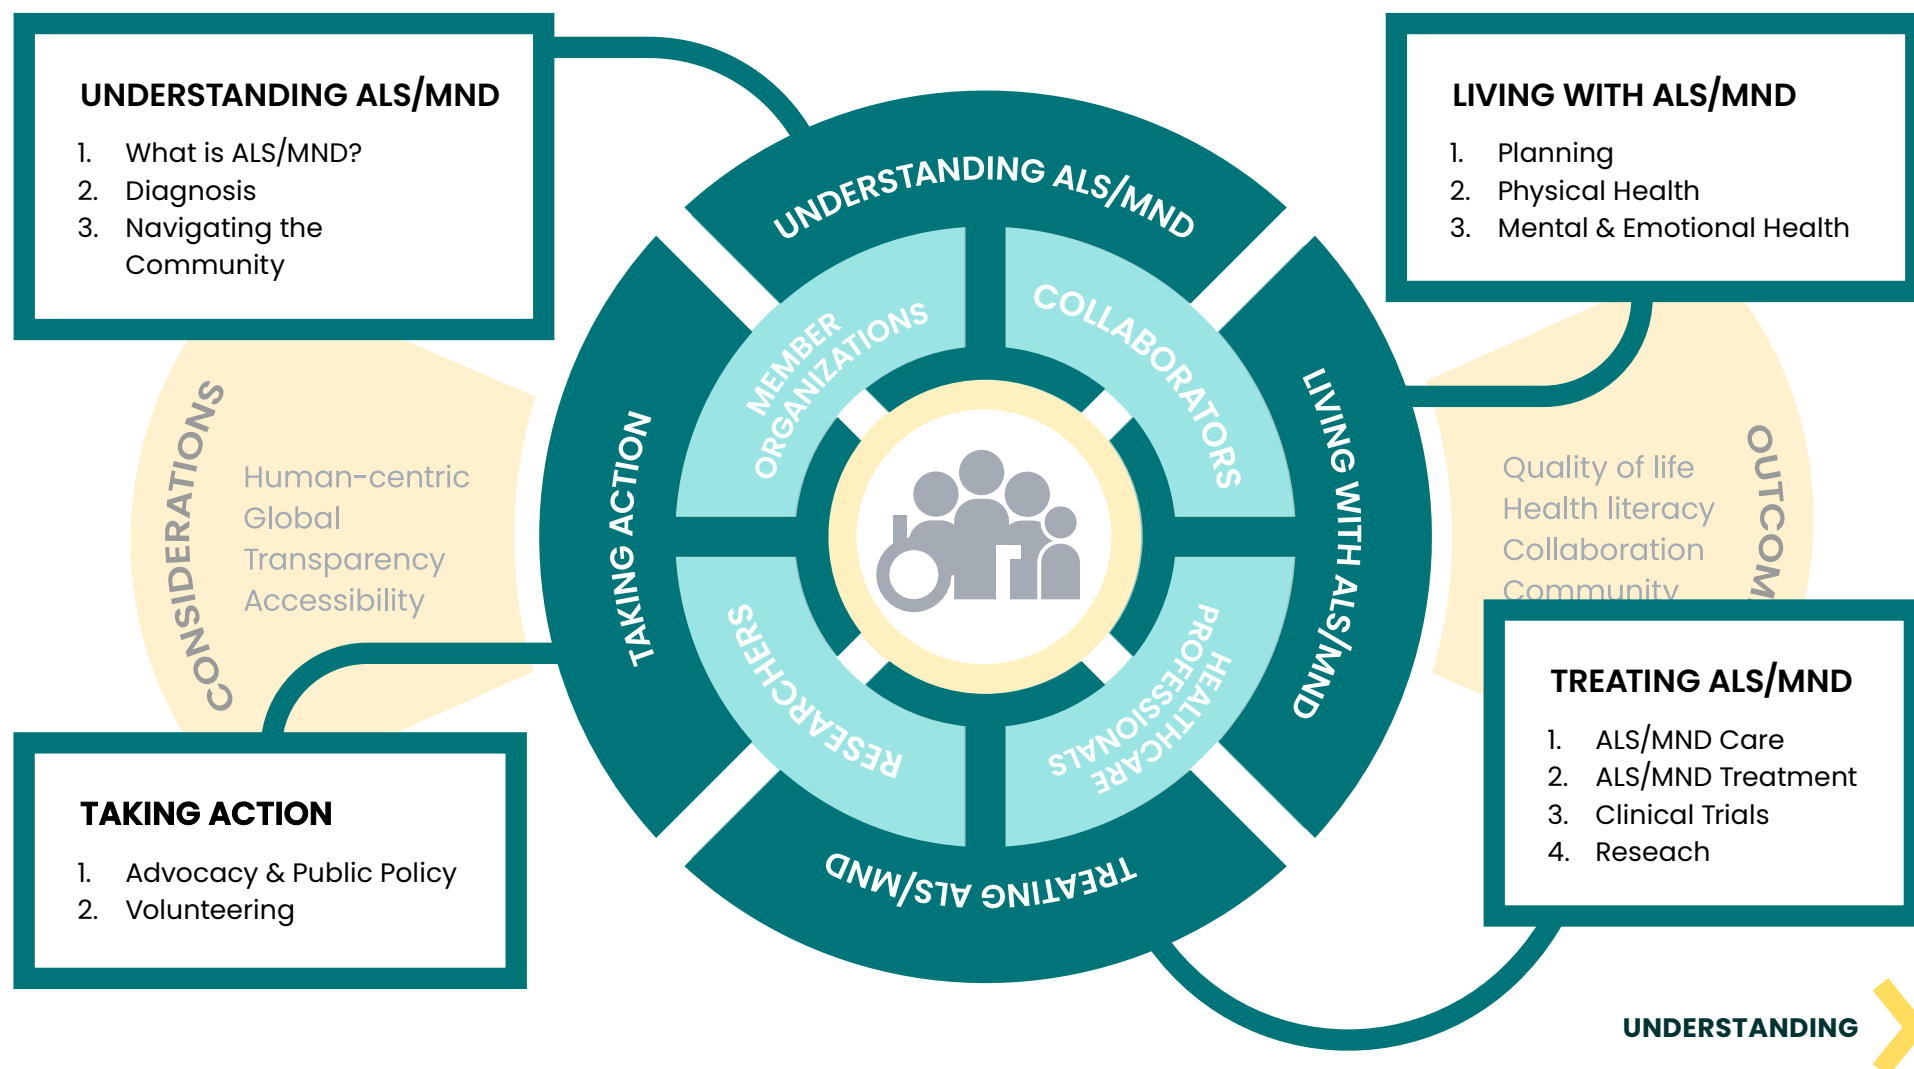 UNDERSTANDING ALS/MND
1. What is ALS/MND?
2. Diagnosis
3. Navigating the
Community
LIVING WITH ALS/MND
1. Planning
2. Physical Health
3. Mental & Emotional Health
UNDERSTANDING ALS/MND
MEMBER
ORGANIZATIONS
COLLABORATORS
TAKING ACTION
LIVING WITH ALS/MND
RESEARCHERS
HEALTHCARE
PROFESSIONALS
TREATING ALS/MND
CONSIDERATIONS
Human-centric
Global
Transparency
Accessibility
Quality of life
Health literacy
Collaboration
Community
OUTCOM
TAKING ACTION
1. Advocacy & Public Policy
2. Volunteering
TREATING ALS/MND
1. ALS/MND Care
2. ALS/MND Treatment
3. Clinical Trials
4. Reseach
UNDERSTANDING